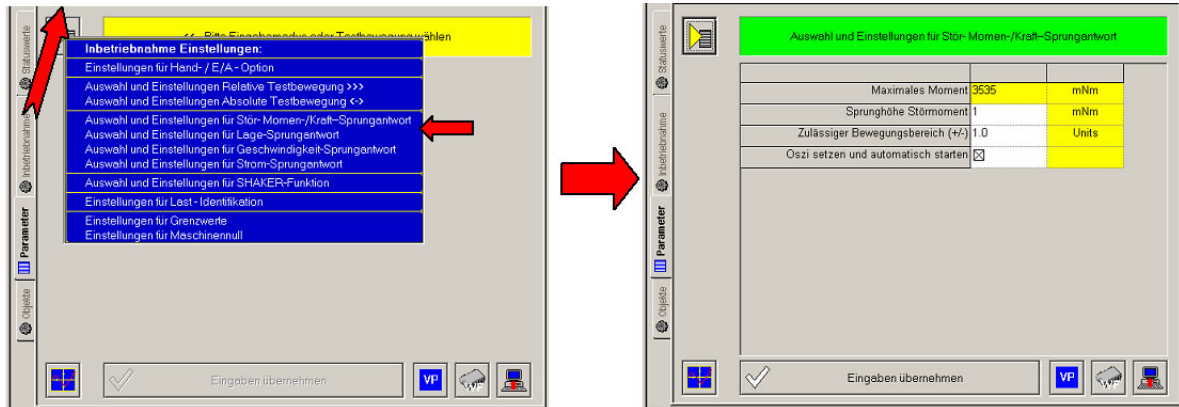 << Bitte Eingabemodus oder Testbewegung wählen
Inbetriebnahme Einstellungen:
Einstellungen für Hand- / E/A - Option
Auswahl und Einstellungen Relative Testbewegung >>>
Auswahl und Einstellungen Absolute Testbewegung <->
Auswahl und Einstellungen für Stör- Momen-/Kraft–Sprungantwort
Auswahl und Einstellungen für Lage-Sprungantwort
Auswahl und Einstellungen für Geschwindigkeit-Sprungantwort
Auswahl und Einstellungen für Strom-Sprungantwort
Auswahl und Einstellungen für SHAKER-Funktion
Einstellungen für Last - Identifikation
Einstellungen für Grenzwerte
Einstellungen für Maschinennull
Statuswerte
Inbetriebnahme
Parameter
Objekte
Eingaben übernehmen
VP
Auswahl und Einstellungen für Stör- Momen-/Kraft–Sprungantwort
Maximales Moment 3535 mNm
Sprunghöhe Störmoment 1 mNm
Zulässiger Bewegungsbereich (+/-) 1.0 Units
Oszi setzen und automatisch starten
Statuswerte
Inbetriebnahme
Parameter
Objekte
Eingaben übernehmen
VP